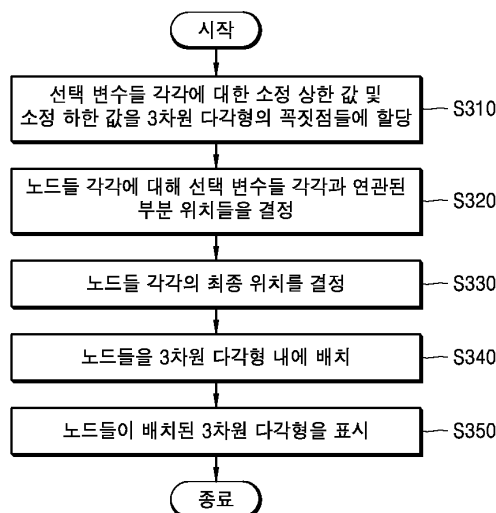 시작
선택 변수들 각각에 대한 소정 상한 값 및
소정 하한 값을 3차원 다각형의 꼭짓점들에 할당
S310
노드들 각각에 대해 선택 변수들 각각과 연관된
부분 위치들을 결정
S320
노드들 각각의 최종 위치를 결정
S330
노드들을 3차원 다각형 내에 배치
S340
노드들이 배치된 3차원 다각형을 표시
S350
종료